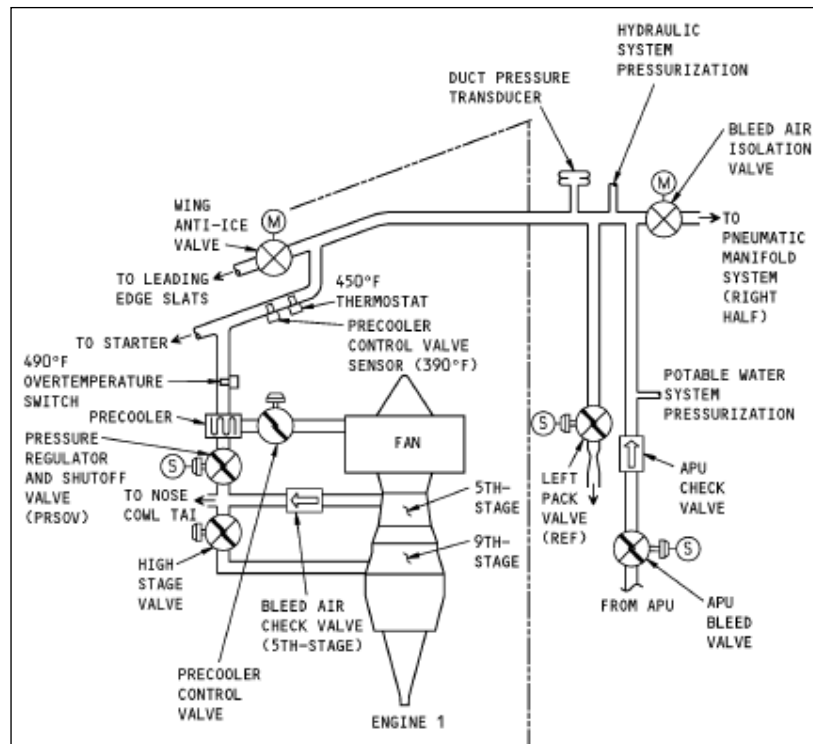 HYDRAULIC
SYSTEM
PRESSURIZATION
DUCT PRESSURE
TRANSDUCER
BLEED AIR
ISOLATION
VALVE
M
WING
ANTI-ICE
VALVE
M
TO
PNEUMATIC
MANIFOLD
SYSTEM
(RIGHT
HALF)
TO LEADING
EDGE SLATS
450°F
THERMOSTAT
PRECOOLER
CONTROL VALVE
SENSOR (390°F)
TO STARTER
490°F
OVERTEMPERATURE
SWITCH
POTABLE WATER
SYSTEM
PRESSURIZATION
PRECOOLER
FAN
PRESSURE
REGULATOR
AND SHUTOFF
VALVE
(PRSOV)
S
S
LEFT
PACK
VALVE
(REF)
APU
CHECK
VALVE
TO NOSE
COWL TAI
5TH-
STAGE
9TH-
STAGE
HIGH
STAGE
VALVE
BLEED AIR
CHECK VALVE
(5TH-STAGE)
S
FROM APU
APU
BLEED
VALVE
PRECOOLER
CONTROL
VALVE
ENGINE 1